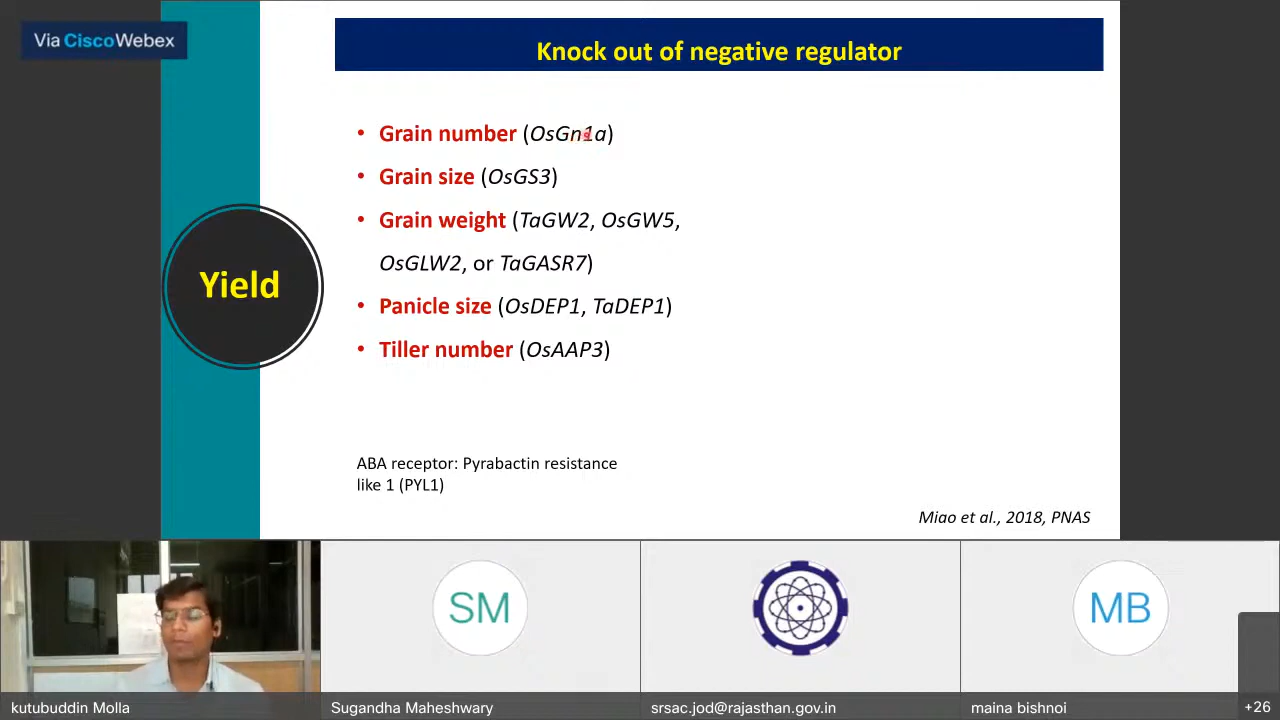 Via CiscoWebex
Knock out of negative regulator
• Grain number (OsGn1a)
• Grain size (OsGS3)
• Grain weight (TaGW2, OsGW5,
OsGLW2, or TaGASR7)
• Panicle size (OsDEP1, TaDEP1)
• Tiller number (OsAAP3)
Yield
ABA receptor: Pyrabactin resistance
like 1 (PYL1)
Miao et al., 2018, PNAS
SM
MB
kutubuddin Molla
Sugandha Maheshwary
srsac.jod@rajasthan.gov.in
maina bishnoi
+26